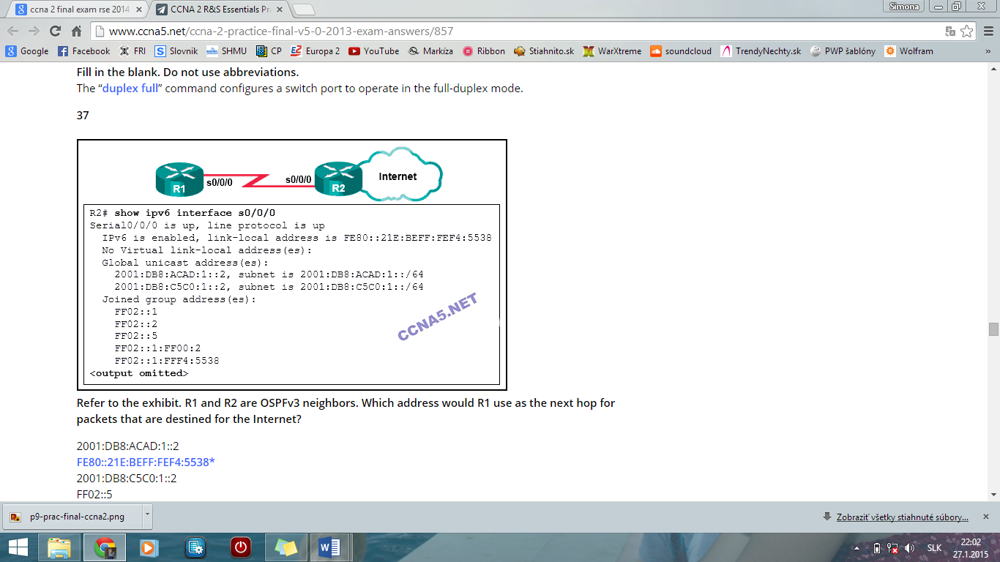 ccna 2 final exam rse 2014
CCNA 2 R&S Essentials Pr
Simona
www.ccna5.net/ccna-2-practice-final-v5-0-2013-exam-answers/857
Google
Facebook
FRI
Slovnik
SHMU
CP
Europa 2
YouTube
Markíza
Ribbon
Stiahnito.sk
WarXtreme
soundcloud
TrendyNechty.sk
PWP šablóny
Wolfram
»
Fill in the blank. Do not use abbreviations.
The “duplex full” command configures a switch port to operate in the full-duplex mode.
37
R1
s0/0/0
s0/0/0
R2
Internet
R2# show ipv6 interface s0/0/0
Serial0/0/0 is up, line protocol is up
IPv6 is enabled, link-local address is FE80::21E:BEFF:FEF4:5538
No Virtual link-local address(es):
Global unicast address(es):
2001:DB8:ACAD:1::2, subnet is 2001:DB8:ACAD:1::/64
2001:DB8:C5C0:1::2, subnet is 2001:DB8:C5C0:1::/64
Joined group address(es):
FF02::1
FF02::2
FF02::5
FF02::1:FF00:2
FF02::1:FFF4:5538
<output omitted>
CCNA5.NET
Refer to the exhibit. R1 and R2 are OSPFv3 neighbors. Which address would R1 use as the next hop for
packets that are destined for the Internet?
2001:DB8:ACAD:1::2
FE80::21E:BEFF:FEF4:5538*
2001:DB8:C5C0:1::2
FF02::5
p9-prac-final-ccna2.png
Zobraziť všetky stiahnuté súbory...
SLK
22:02
27.1.2015